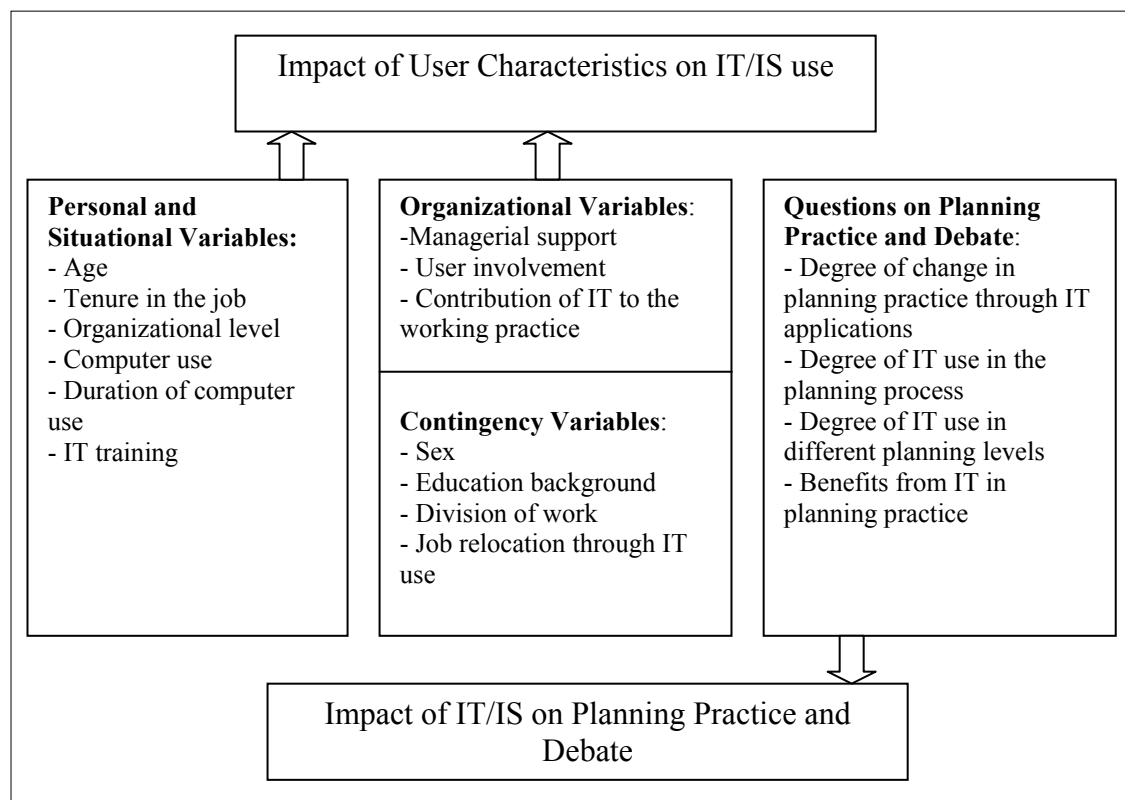 Impact of User Characteristics on IT/IS use
Personal and
Situational Variables:
- Age
- Tenure in the job
- Organizational level
- Computer use
- Duration of computer
use
- IT training
Organizational Variables:
-Managerial support
- User involvement
- Contribution of IT to the
working practice
Contingency Variables:
- Sex
- Education background
- Division of work
- Job relocation through IT
use
Questions on Planning
Practice and Debate:
- Degree of change in
planning practice through IT
applications
- Degree of IT use in the
planning process
- Degree of IT use in
different planning levels
- Benefits from IT in
planning practice
Impact of IT/IS on Planning Practice and
Debate